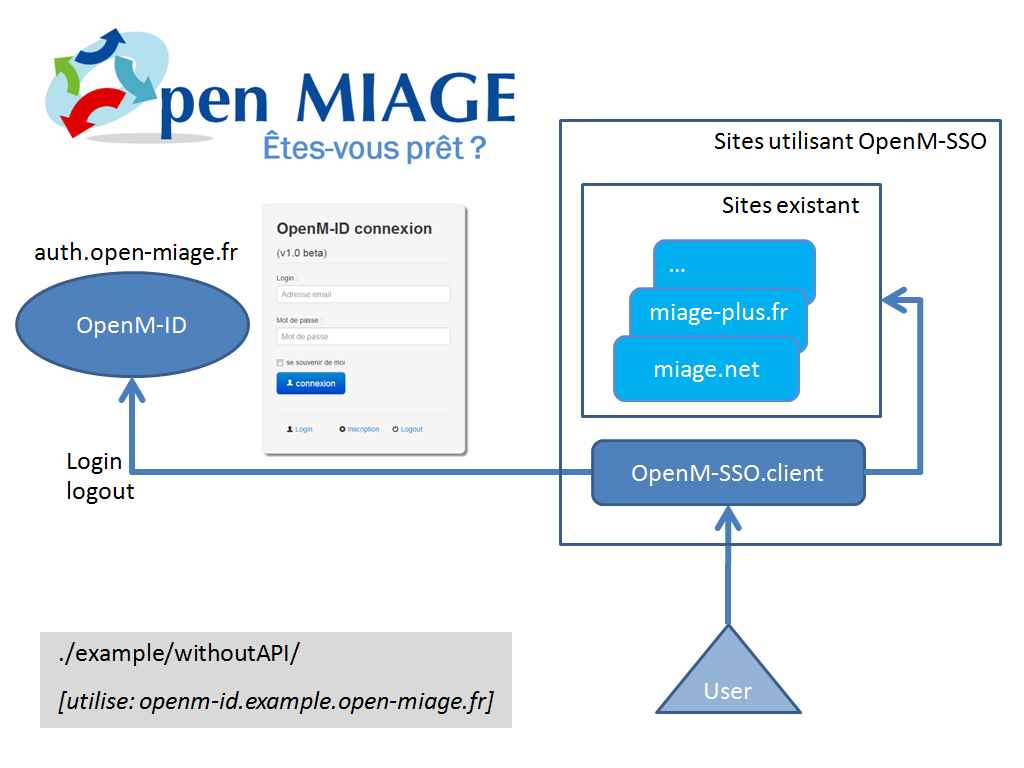 Open MIAGE
Êtes-vous prêt ?
Sites utilisant OpenM-SSO
Sites existant
...
miage-plus.fr
miage.net
auth.open-miage.fr
OpenM-ID
OpenM-ID connexion
(v1.0 beta)
Login :
Adresse email
Mot de passe :
Mot de passe
se souvenir de moi
connexion
Login Inscription Logout
Login
logout
OpenM-SSO.client
User
./example/withoutAPI/
[utilise: openm-id.example.open-miage.fr]